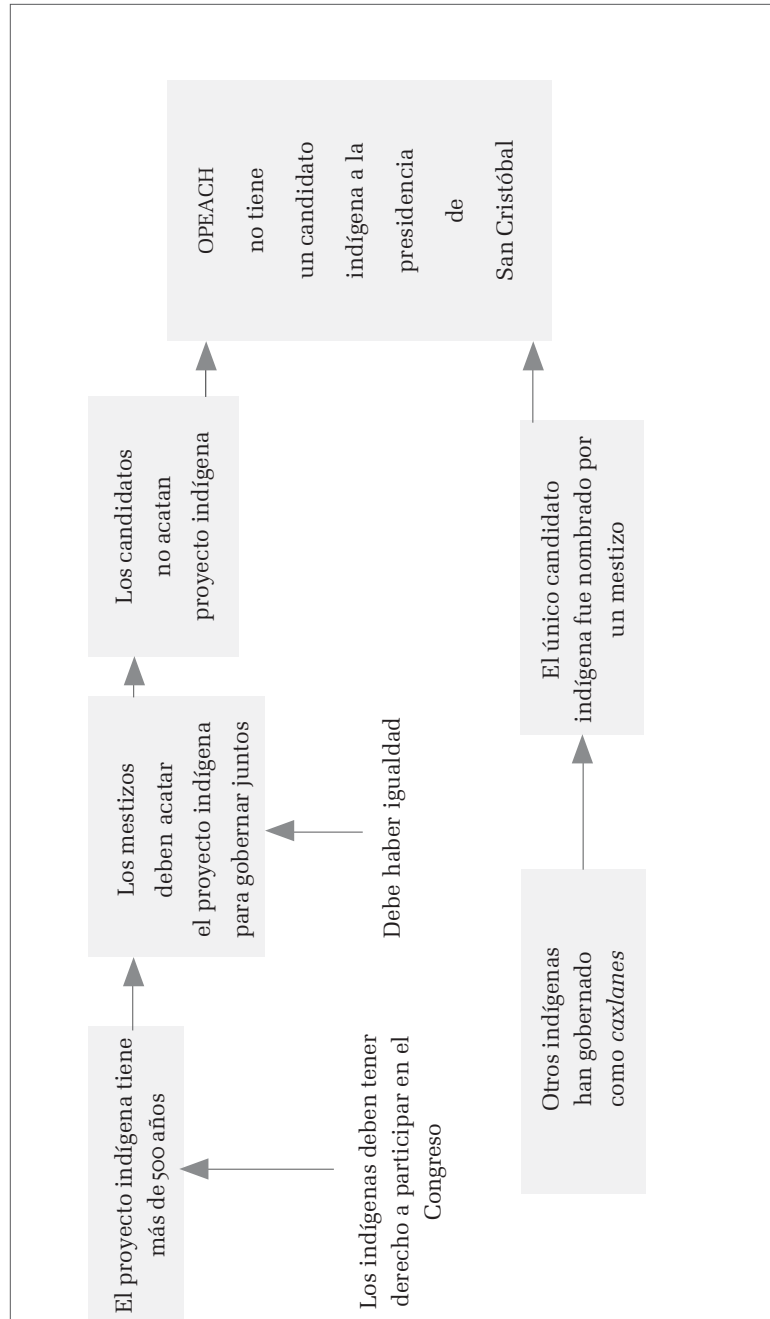 El proyecto indígena tiene
más de 500 años
Los mestizos
deben acatar
el proyecto indígena
para gobernar juntos
Los candidatos
no acatan
proyecto indígena
OPEACH
no tiene
un candidato
indígena a la
presidencia
de
San Cristóbal
Los indígenas deben tener
derecho a participar en el
Congreso
Debe haber igualdad
Otros indígenas
han gobernado
como caxlanes
El único candidato
indígena fue nombrado por
un mestizo